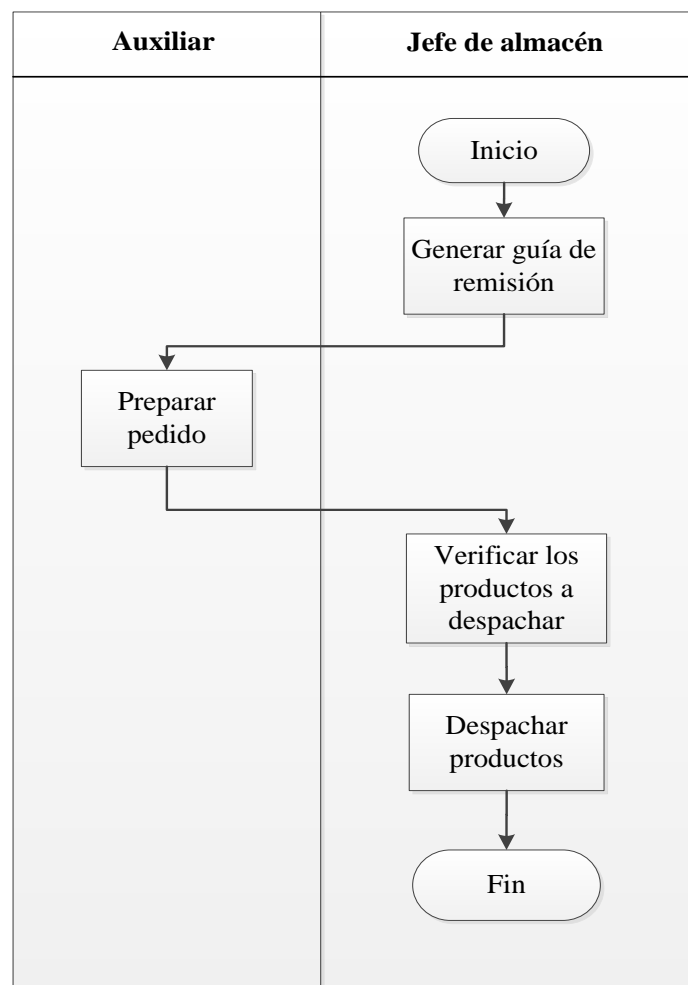 Auxiliar
Jefe de almacén
Inicio
Generar guía de
remisión
Preparar
pedido
Verificar los
productos a
despachar
Despachar
productos
Fin